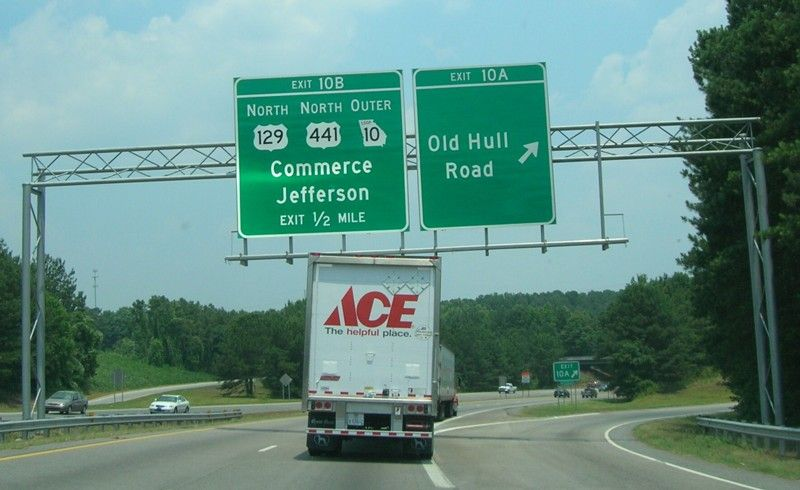 EXIT 10B
NORTH NORTH OUTER
129 441 LOOP 10
Commerce
Jefferson
EXIT 1/2 MILE
EXIT 10A
Old Hull
Road
ACE
The helpful place.
EXIT
10A